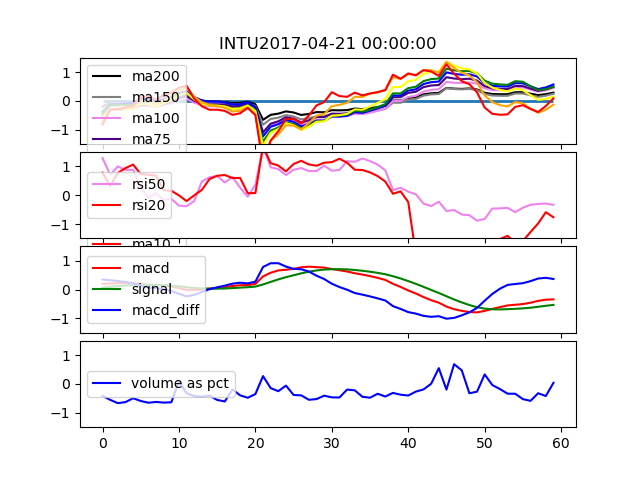 INTU2017-04-21 00:00:00
1
0
−1
ma200
ma150
ma100
ma75
1
0
−1
rsi50
rsi20
ma10
1
0
−1
macd
signal
macd_diff
1
0
−1
volume as pct
0 10 20 30 40 50 60